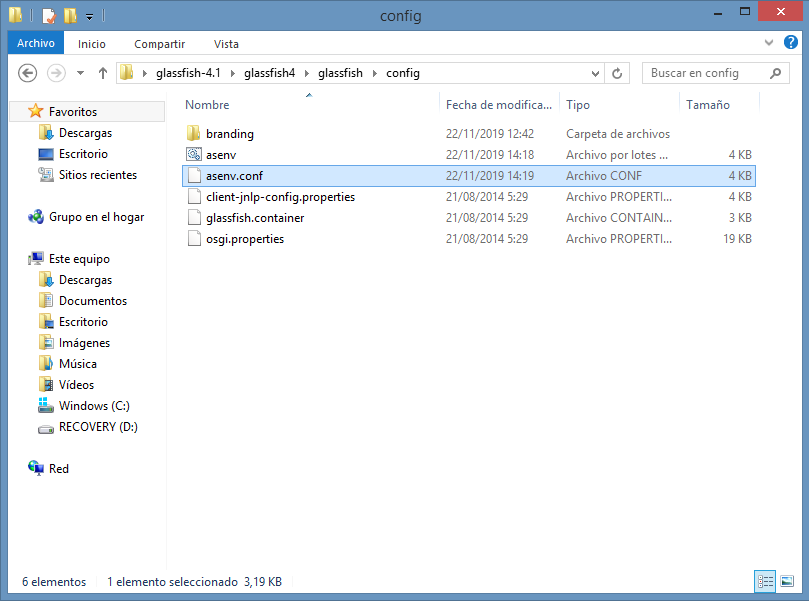 config
Archivo Inicio Compartir Vista
glassfish-4.1 glassfish4 glassfish config Buscar en config
Favoritos
Descargas
Escritorio
Sitios recientes
Grupo en el hogar
Este equipo
Descargas
Documentos
Escritorio
Imágenes
Música
Vídeos
Windows (C:)
RECOVERY (D:)
Red
Nombre Fecha de modifica... Tipo Tamaño
branding 22/11/2019 12:42 Carpeta de archivos
asenv 22/11/2019 14:18 Archivo por lotes ... 4 KB
asenv.conf 22/11/2019 14:19 Archivo CONF 4 KB
client-jnlp-config.properties 21/08/2014 5:29 Archivo PROPERTI... 4 KB
glassfish.container 21/08/2014 5:29 Archivo CONTAIN... 3 KB
osgi.properties 21/08/2014 5:29 Archivo PROPERTI... 19 KB
6 elementos 1 elemento seleccionado 3,19 KB